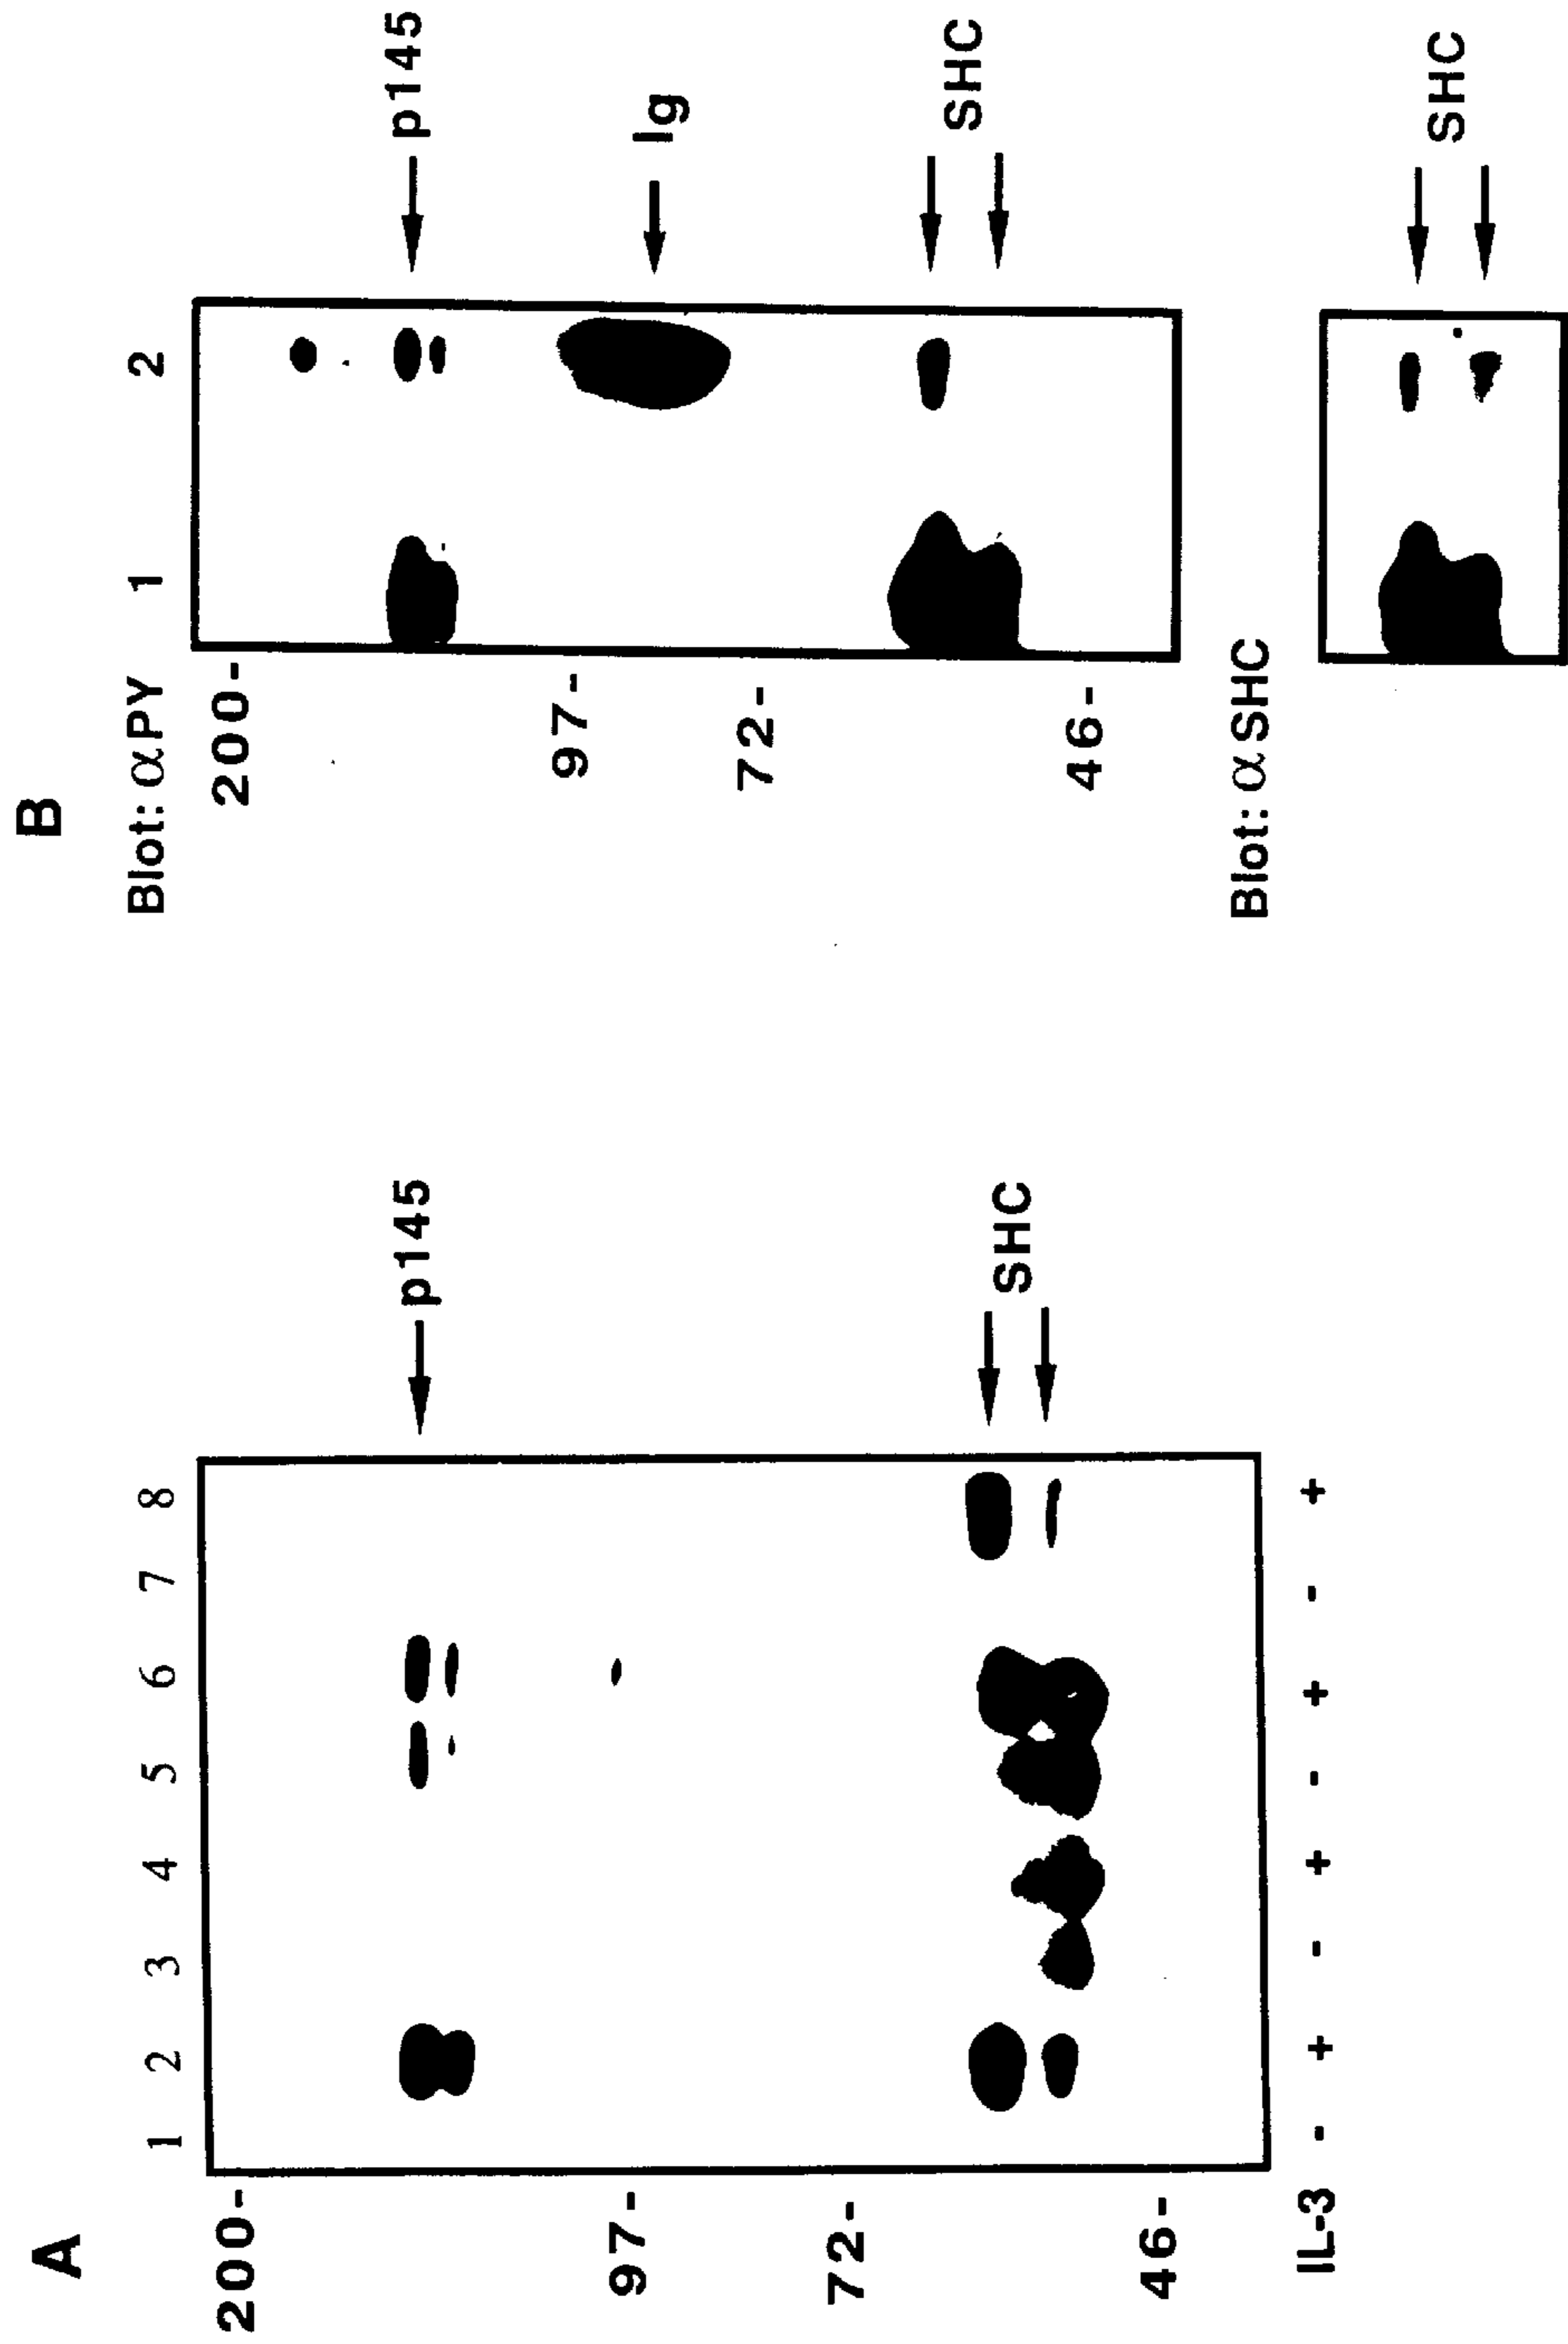 A
1 2 3 4 5 6 7 8
200-
p145
97-
72-
SHC
46-
IL-3 - + - + - + - +
B
Blot: αPY 1 2
200-
p145
97-
Ig
72-
SHC
46-
Blot: αSHC
SHC